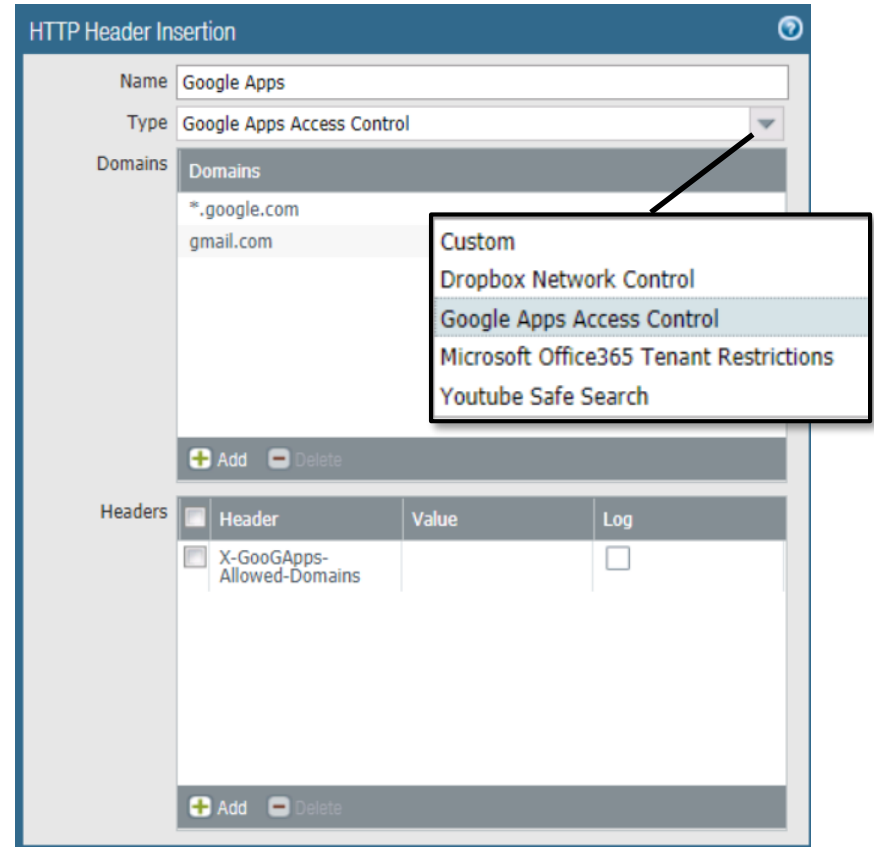 HTTP Header Insertion
Name Google Apps
Type Google Apps Access Control
Domains Domains
*.google.com
gmail.com
Custom
Dropbox Network Control
Google Apps Access Control
Microsoft Office365 Tenant Restrictions
Youtube Safe Search
Add Delete
Headers Header Value Log
X-GooGApps-
Allowed-Domains
Add Delete